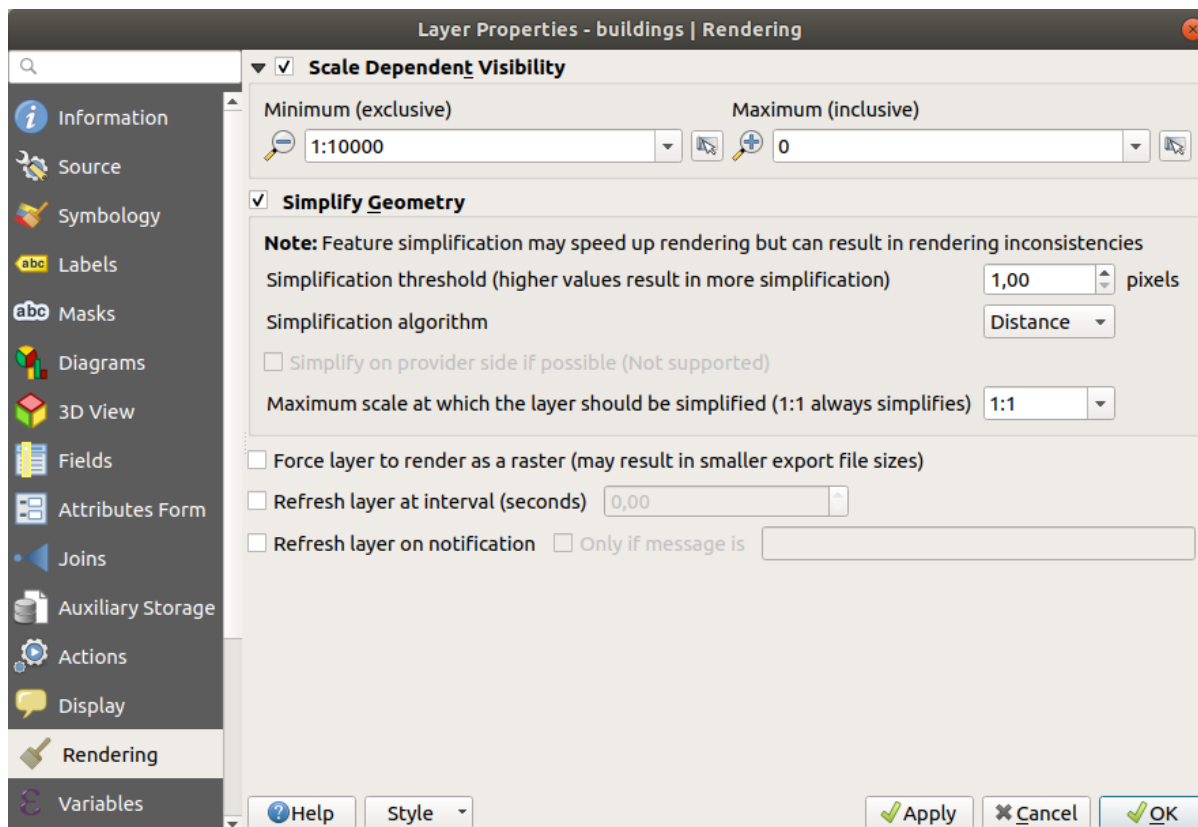 Layer Properties - buildings | Rendering
Information
Source
Symbology
abc Labels
abc Masks
Diagrams
3D View
Fields
Attributes Form
Joins
Auxiliary Storage
Actions
Display
Rendering
Variables
Scale Dependent Visibility
Minimum (exclusive) Maximum (inclusive)
1:10000 0
Simplify Geometry
Note: Feature simplification may speed up rendering but can result in rendering inconsistencies
Simplification threshold (higher values result in more simplification) 1,00 pixels
Simplification algorithm Distance
Simplify on provider side if possible (Not supported)
Maximum scale at which the layer should be simplified (1:1 always simplifies) 1:1
Force layer to render as a raster (may result in smaller export file sizes)
Refresh layer at interval (seconds) 0,00
Refresh layer on notification Only if message is
Help Style Apply Cancel OK